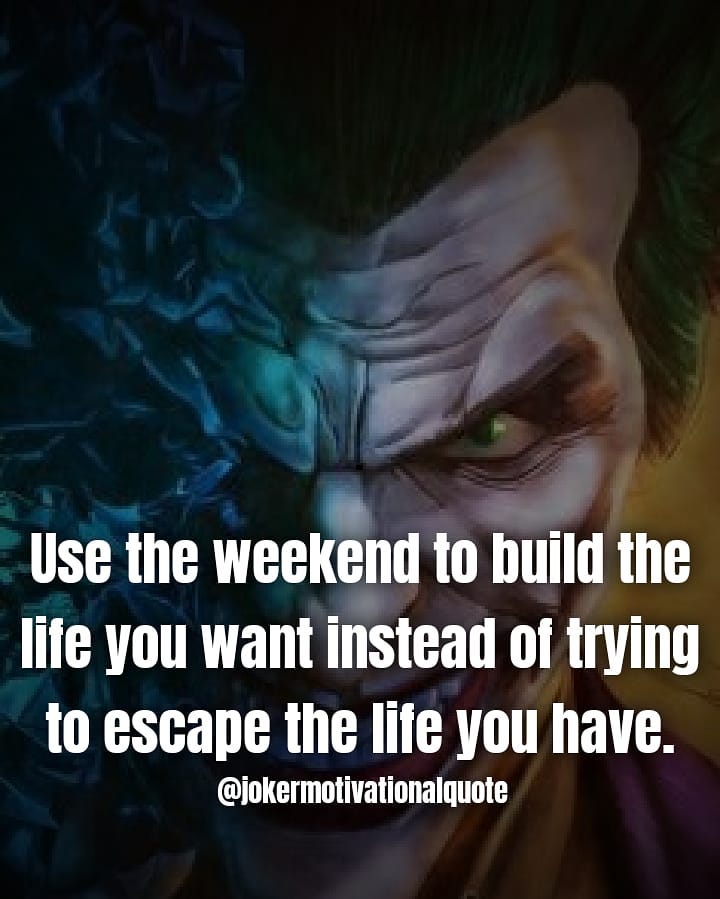 Use the weekend to build the
life you want instead of trying
to escape the life you have.
@jokermotivationalquote